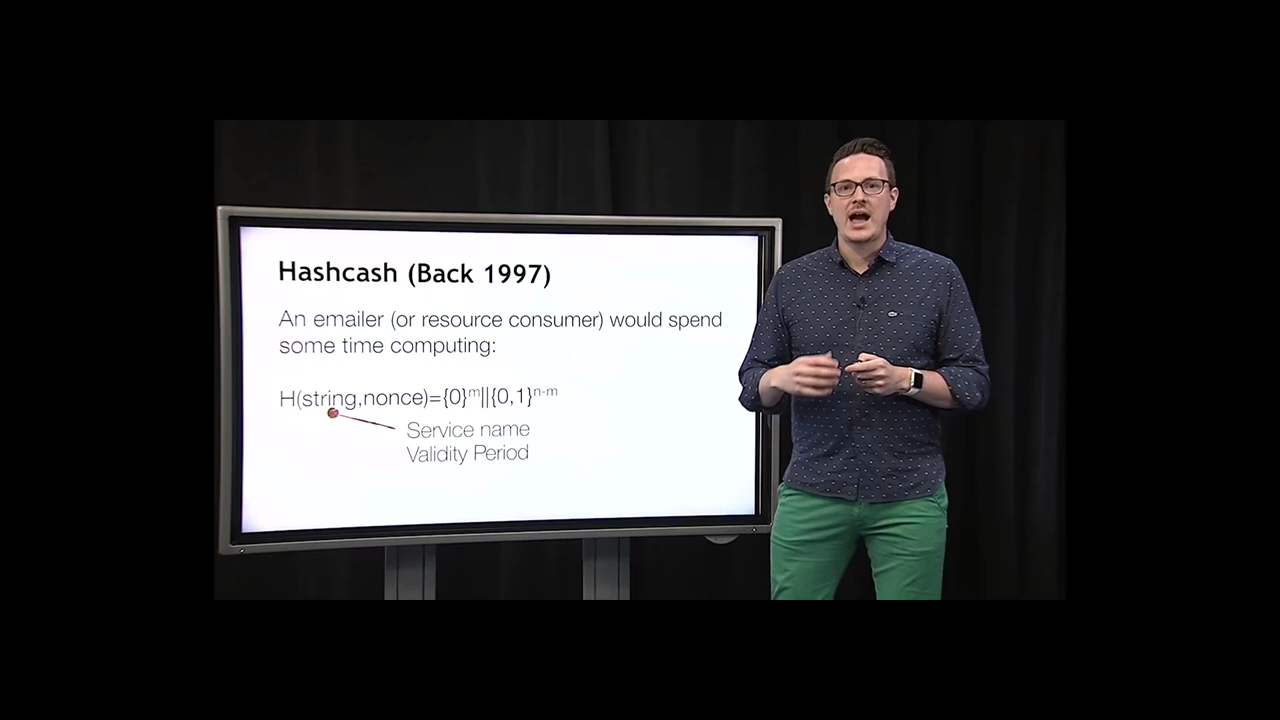 Hashcash (Back 1997)
An emailer (or resource consumer) would spend
some time computing:
H(string,nonce)={0}ᵐ||{0,1}ⁿ⁻ᵐ
Service name
Validity Period